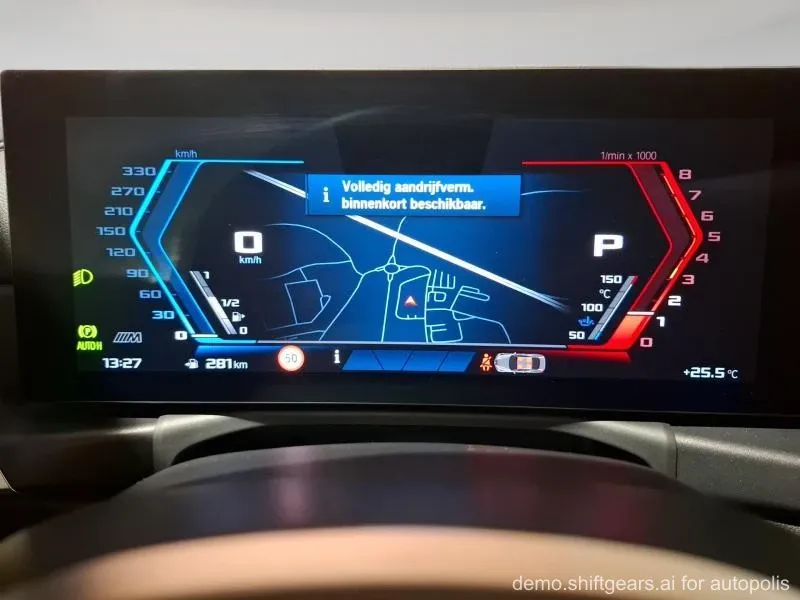 km/h
1/min x 1000
330
270
210
150
120
90
60
30
0
Volledig aandrijfverm.
binnenkort beschikbaar.
0
km/h
P
8
7
6
5
4
3
2
1
0
1
1/2
0
150
°C
100
50
AUTO H
M
13:27
281 km
50
i
+25.5 °C
demo.shiftgears.ai for autopolis